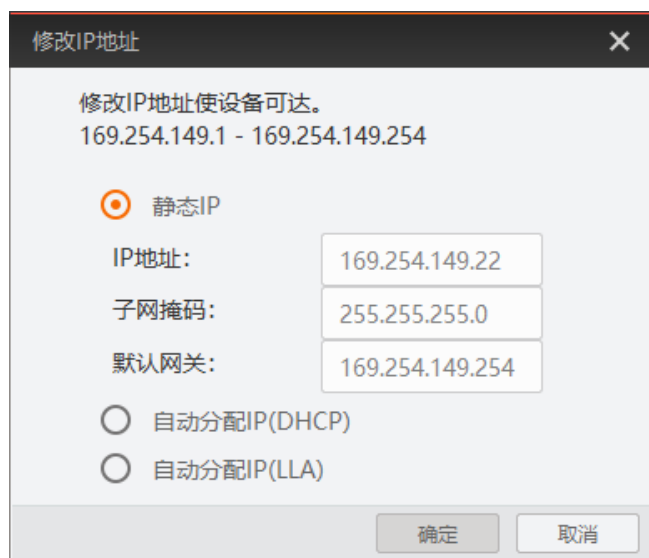 修改IP地址
修改IP地址使设备可达。
169.254.149.1 - 169.254.149.254
静态IP
IP地址: 169.254.149.22
子网掩码: 255.255.255.0
默认网关: 169.254.149.254
自动分配IP(DHCP)
自动分配IP(LLA)
确定 取消